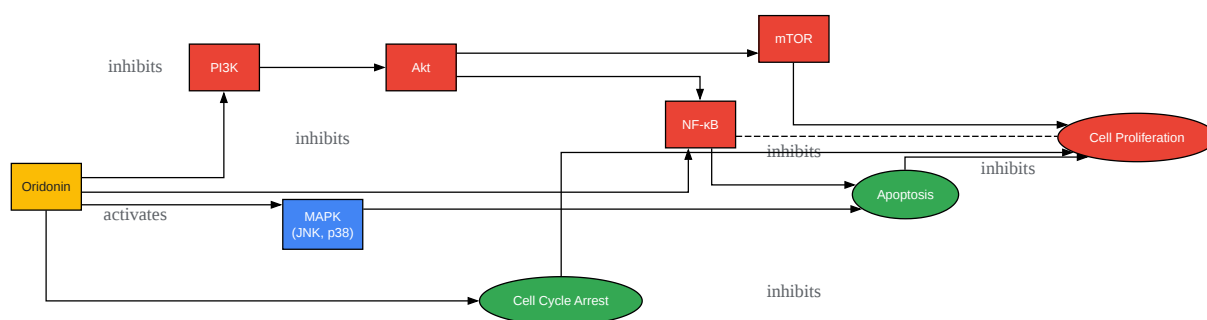 mTOR
inhibits
PI3K
Akt
NF-κB
inhibits
inhibits
Cell Proliferation
inhibits
Oridonin
Apoptosis
activates
MAPK
(JNK, p38)
Cell Cycle Arrest
inhibits